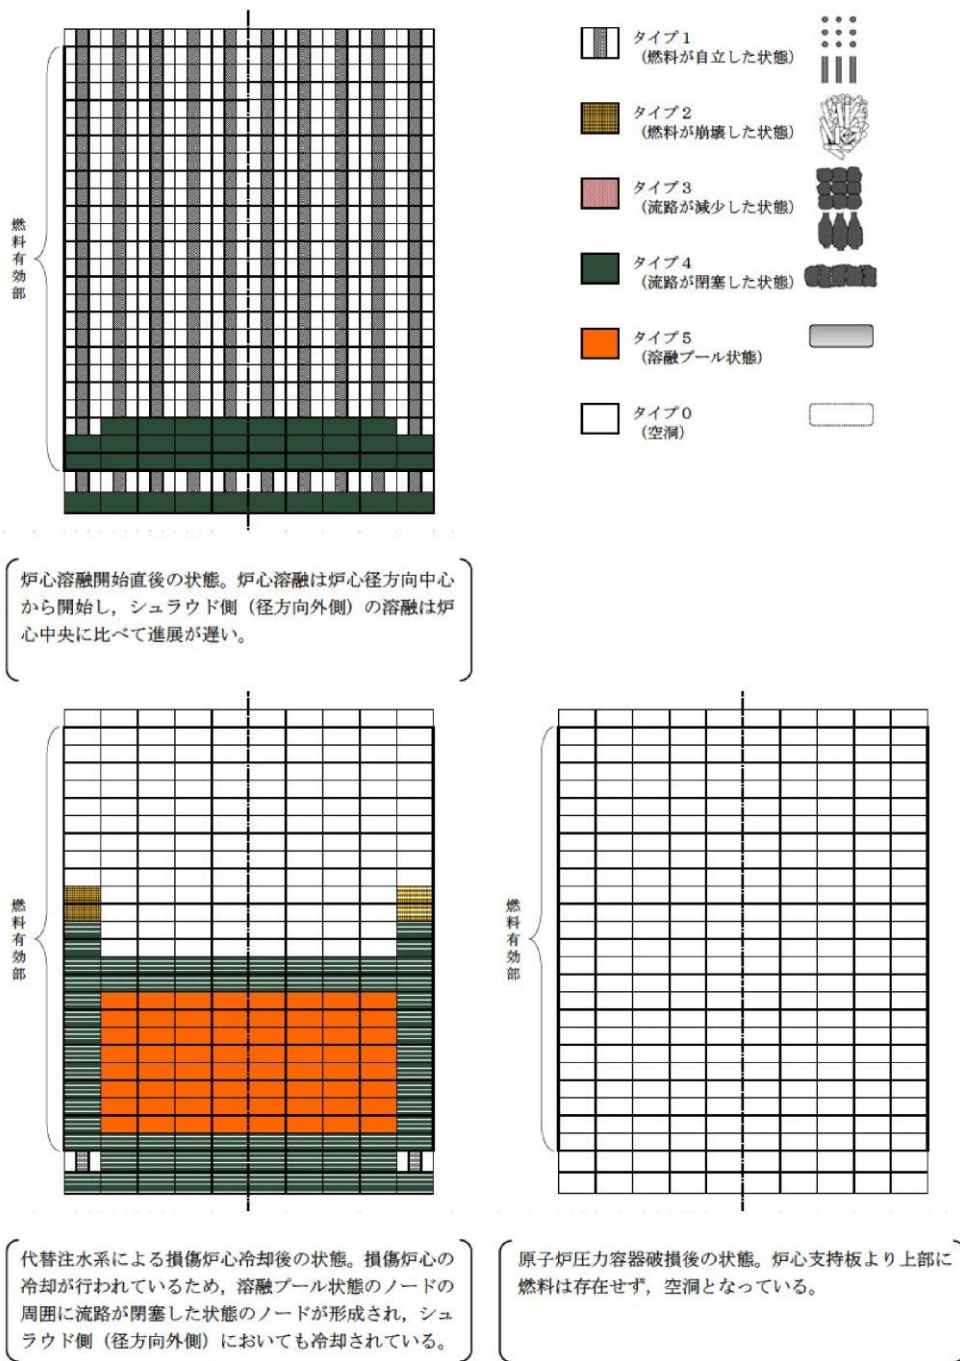 燃料有効部
タイプ1
（燃料が自立した状態）
タイプ2
（燃料が崩壊した状態）
タイプ3
（流路が減少した状態）
タイプ4
（流路が閉塞した状態）
タイプ5
（溶融プール状態）
タイプ0
（空洞）
炉心溶融開始直後の状態。炉心溶融は炉心径方向中心
から開始し，シュラウド側（径方向外側）の溶融は炉
心中央に比べて進展が遅い。
燃料有効部
燃料有効部
代替注水系による損傷炉心冷却後の状態。損傷炉心の
冷却が行われているため，溶融プール状態のノードの
周囲に流路が閉塞した状態のノードが形成され，シュ
ラウド側（径方向外側）においても冷却されている。
原子炉圧力容器破損後の状態。炉心支持板より上部に
燃料は存在せず，空洞となっている。